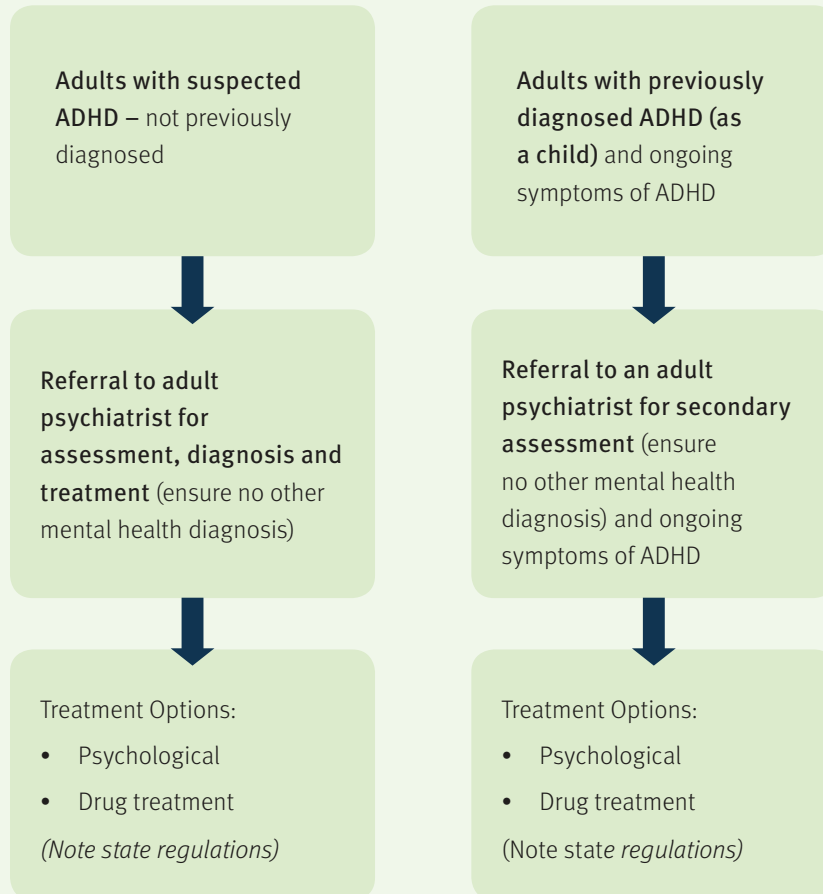 Adults with suspected
ADHD – not previously
diagnosed
Referral to adult
psychiatrist for
assessment, diagnosis and
treatment (ensure no other
mental health diagnosis)
Treatment Options:
• Psychological
• Drug treatment
(Note state regulations)
Adults with previously
diagnosed ADHD (as
a child) and ongoing
symptoms of ADHD
Referral to an adult
psychiatrist for secondary
assessment (ensure
no other mental health
diagnosis) and ongoing
symptoms of ADHD
Treatment Options:
• Psychological
• Drug treatment
(Note state regulations)